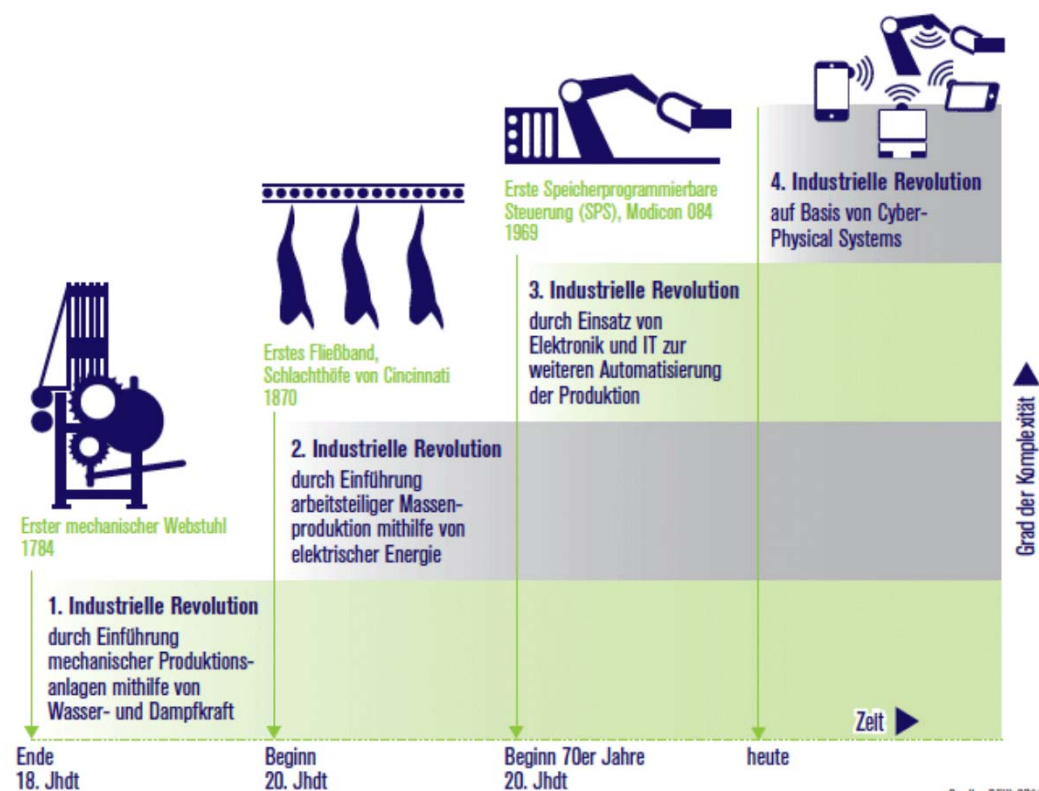 Erste Speicherprogrammierbare
Steuerung (SPS), Modicon 084
1969
4. Industrielle Revolution
auf Basis von Cyber-
Physical Systems
3. Industrielle Revolution
durch Einsatz von
Elektronik und IT zur
weiteren Automatisierung
der Produktion
Erstes Fließband,
Schlachthöfe von Cincinnati
1870
2. Industrielle Revolution
durch Einführung
arbeitsteiliger Massen-
produktion mithilfe von
elektrischer Energie
Erster mechanischer Webstuhl
1784
1. Industrielle Revolution
durch Einführung
mechanischer Produktions-
anlagen mithilfe von
Wasser- und Dampfkraft
Grad der Komplexität
Zeit
Ende
18. Jhdt
Beginn
20. Jhdt
Beginn 70er Jahre
20. Jhdt
heute